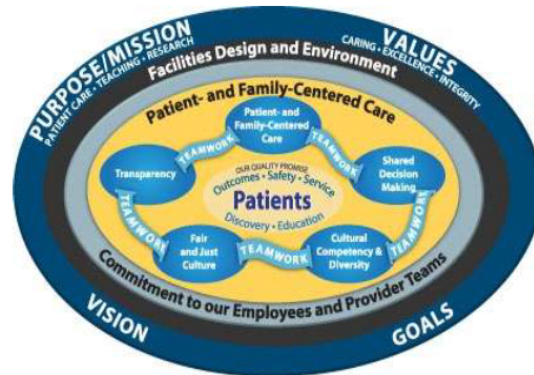 PURPOSE/MISSION
PATIENT CARE • TEACHING • RESEARCH
VALUES
CARING • EXCELLENCE • INTEGRITY
Facilities Design and Environment
Patient- and Family-Centered Care
Patient- and
Family-Centered
Care
TEAMWORK
TEAMWORK
Transparency
Shared
Decision
Making
OUR QUALITY PROMISE
Outcomes • Safety • Service
Patients
Discovery • Education
TEAMWORK
TEAMWORK
Fair
and Just
Culture
TEAMWORK
Cultural
Competency &
Diversity
Commitment to our Employees and Provider Teams
VISION
GOALS